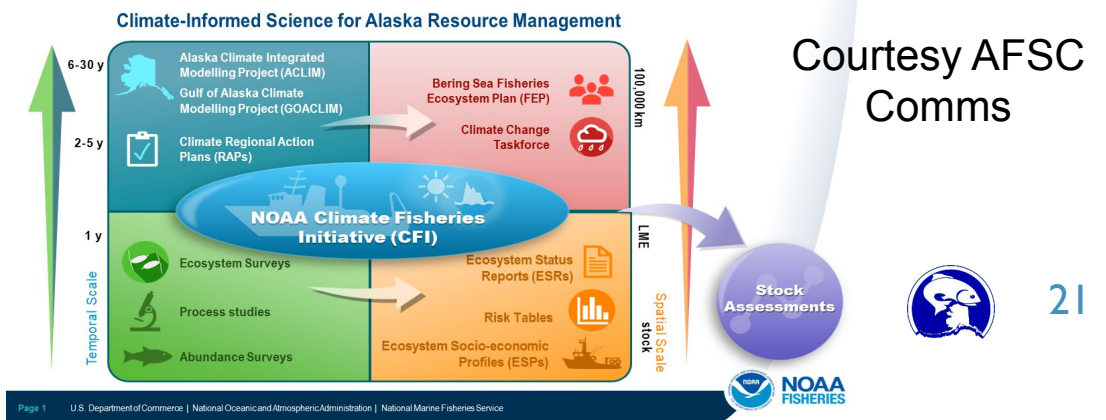 Climate-Informed Science for Alaska Resource Management
Courtesy AFSC
Comms
6-30 y
2-5 y
1 y
Temporal Scale
Alaska Climate Integrated
Modelling Project (ACLIM)
Gulf of Alaska Climate
Modelling Project (GOACLIM)
Climate Regional Action
Plans (RAPs)
Bering Sea Fisheries
Ecosystem Plan (FEP)
Climate Change
Taskforce
100,000 km
NOAA Climate Fisheries
Initiative (CFI)
LME
Ecosystem Surveys
Process studies
Abundance Surveys
Ecosystem Status
Reports (ESRs)
Risk Tables
Ecosystem Socio-economic
Profiles (ESPs)
stock
Spatial Scale
Stock
Assessments
21
NOAA
NOAA
FISHERIES
Page 1 U.S. Department of Commerce | National Oceanic and Atmospheric Administration | National Marine Fisheries Service